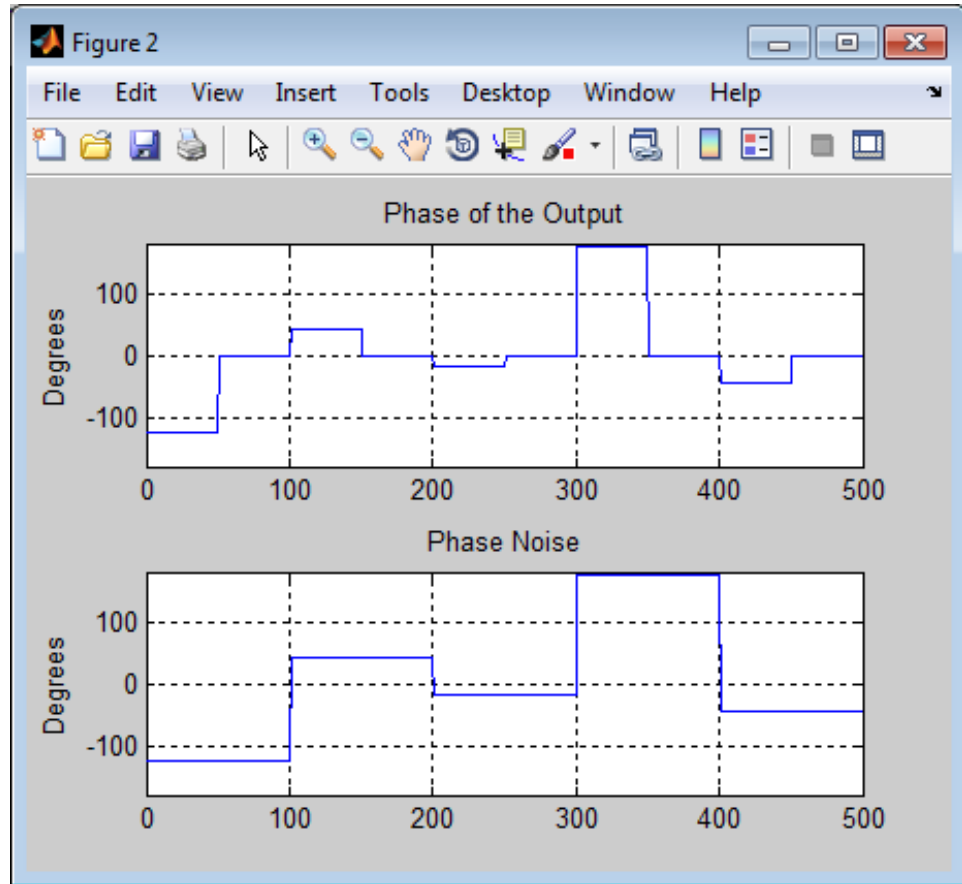 Figure 2
File Edit View Insert Tools Desktop Window Help
Phase of the Output
Degrees
100
0
-100
0 100 200 300 400 500
Phase Noise
Degrees
100
0
-100
0 100 200 300 400 500